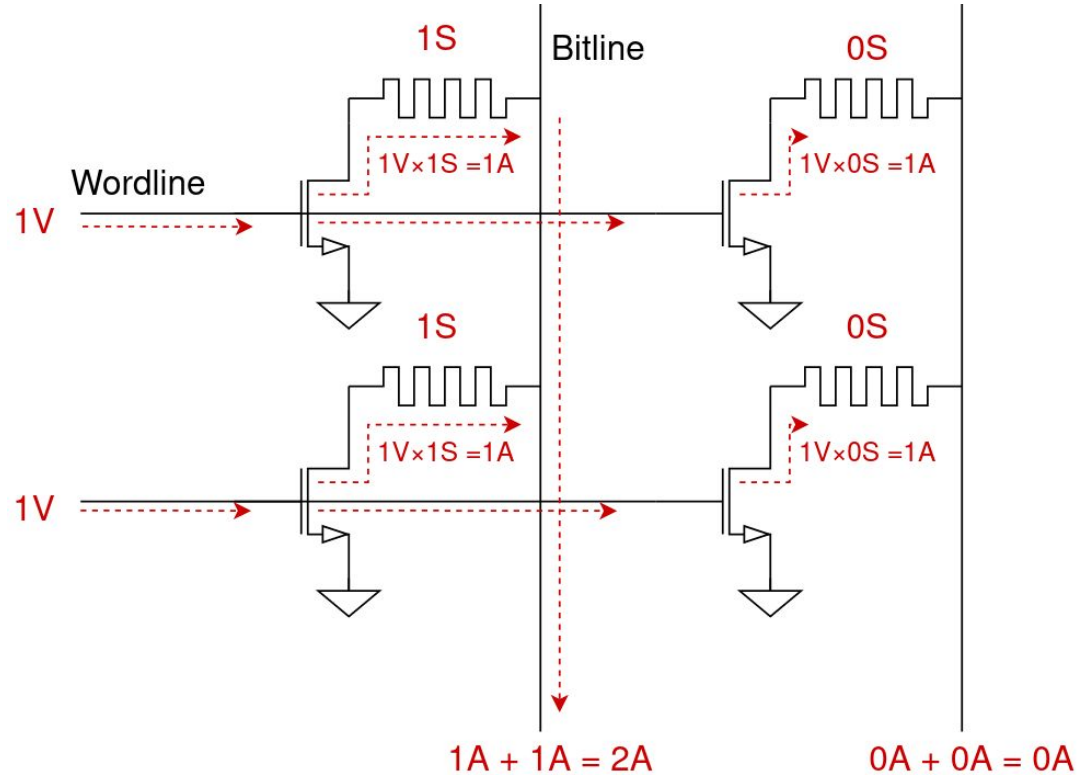 1S
Bitline
0S
1V×1S =1A
1V×0S =1A
Wordline
1V
1S
0S
1V×1S =1A
1V×0S =1A
1V
1A + 1A = 2A
0A + 0A = 0A